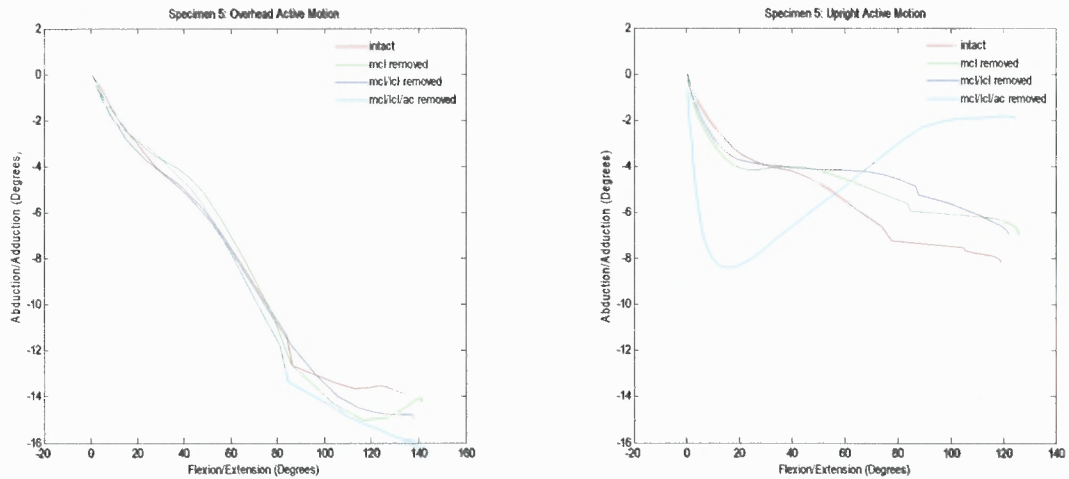 Specimen 5: Overhead Active Motion
2
0
-2
-4
-6
-8
-10
-12
-14
-16
Abduction/Adduction (Degrees,
intact
mcl removed
mcl/lcl removed
mcl/lcl/ac removed
-20 0 20 40 60 80 100 120 140 160
Flexion/Extension (Degrees)
Specimen 5: Upright Active Motion
2
0
-2
-4
-6
-8
-10
-12
-14
-16
Abduction/Adduction (Degrees)
intact
mcl removed
mcl/lcl removed
mcl/lcl/ac removed
-20 0 20 40 60 80 100 120 140
Flexion/Extension (Degrees)